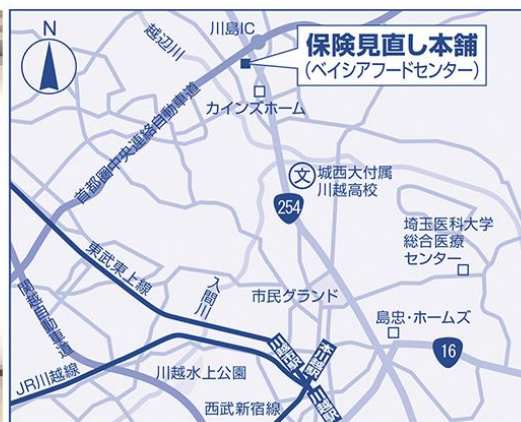 N
越辺川
川島IC
保険見直し本舗
(ベイシアフードセンター)
カインズホーム
首都圏中央連絡自動車道
文
城西大付属
川越高校
254
埼玉医科大学
総合医療
センター
東武東上線
入間川
市民グランド
関越自動車道
島忠・ホームズ
16
JR川越線
川越水上公園
西武新宿線